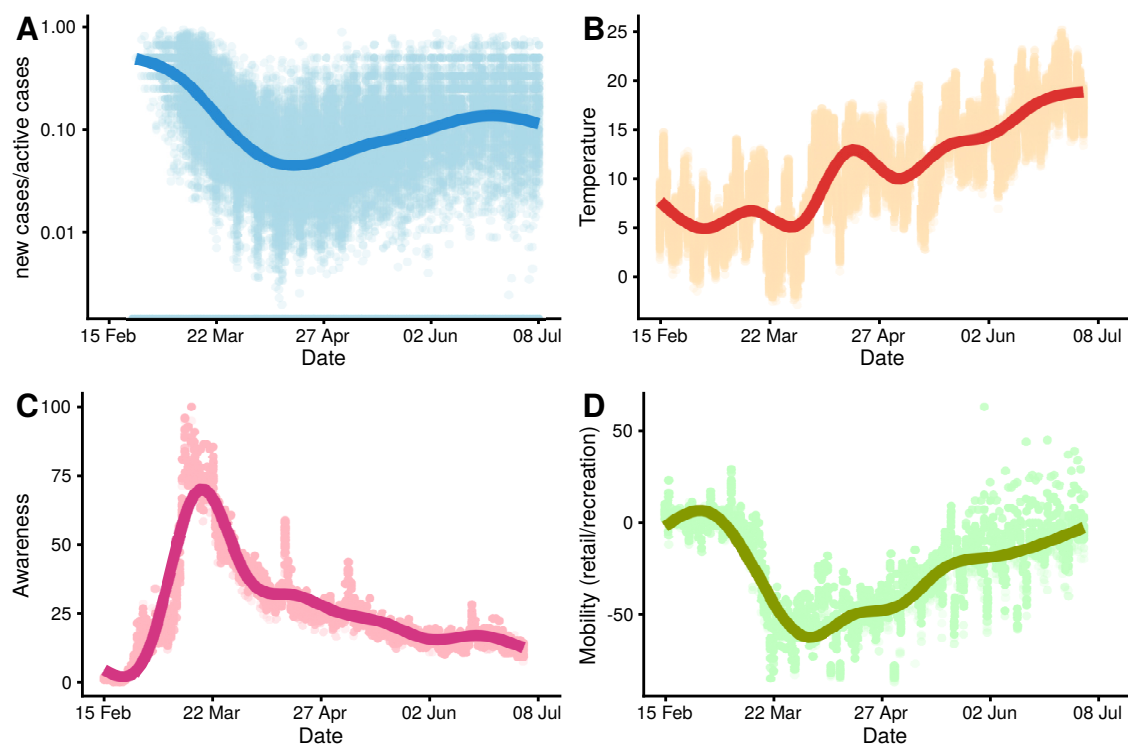 A
new cases/active cases
1.00
0.10
0.01
15 Feb
22 Mar
27 Apr
02 Jun
08 Jul
Date
B
Temperature
25
20
15
10
5
0
15 Feb
22 Mar
27 Apr
02 Jun
08 Jul
Date
C
Awareness
100
75
50
25
0
15 Feb
22 Mar
27 Apr
02 Jun
08 Jul
Date
D
Mobility (retail/recreation)
50
0
-50
15 Feb
22 Mar
27 Apr
02 Jun
08 Jul
Date